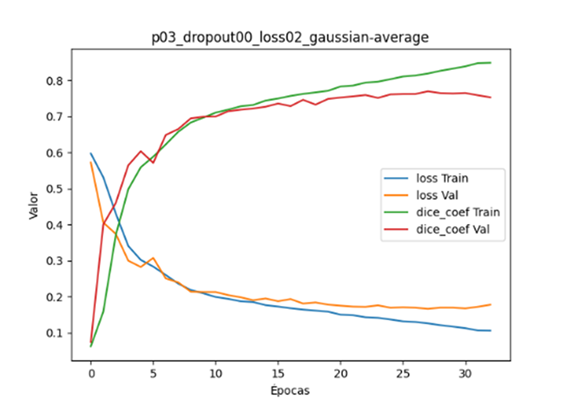 p03_dropout00_loss02_gaussian-average
0.8
0.7
0.6
0.5
0.4
0.3
0.2
0.1
Valor
loss Train
loss Val
dice_coef Train
dice_coef Val
0 5 10 15 20 25 30
Épocas